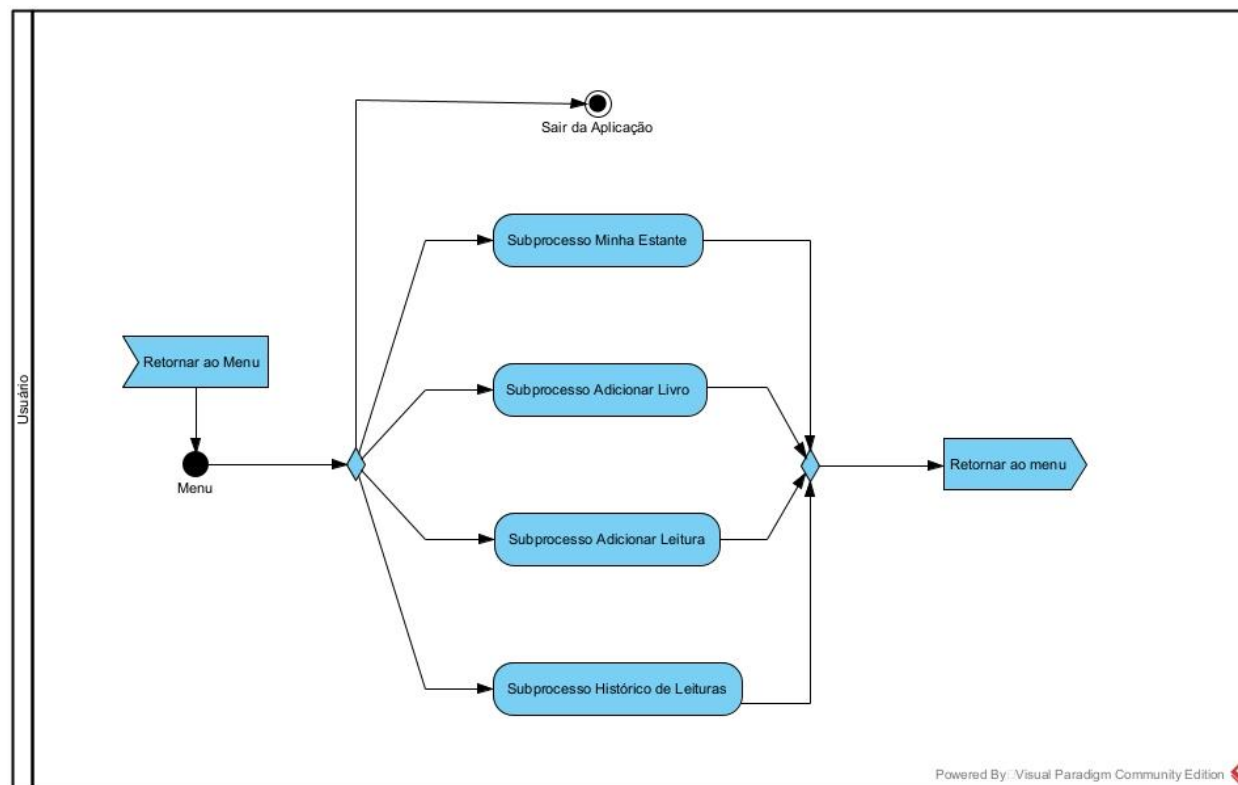 Usuário
Sair da Aplicação
Subprocesso Minha Estante
Retornar ao Menu
Subprocesso Adicionar Livro
Menu
Retornar ao menu
Subprocesso Adicionar Leitura
Subprocesso Histórico de Leituras
Powered By Visual Paradigm Community Edition